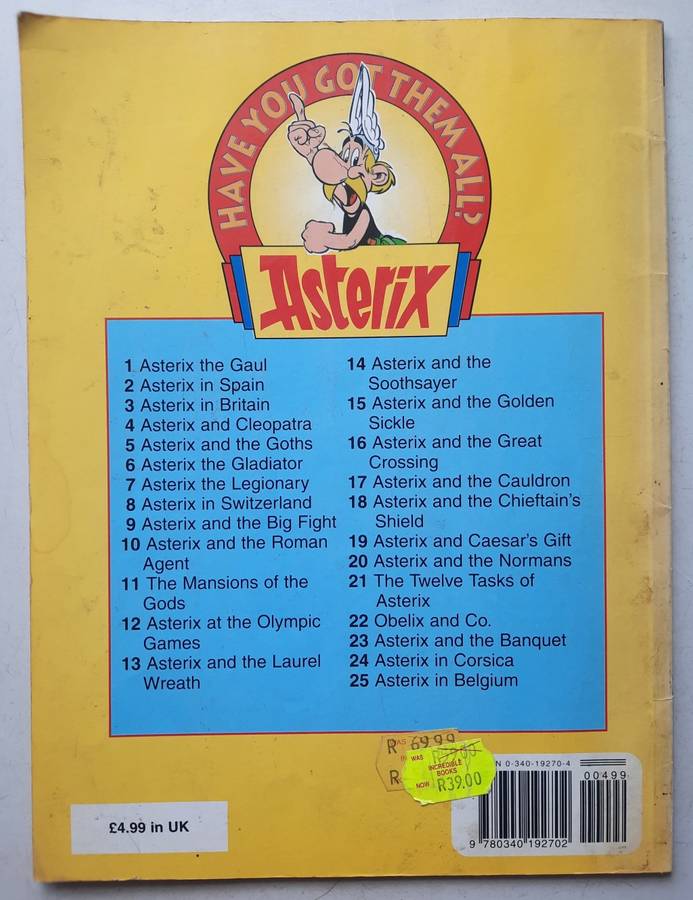 HAVE YOU GOT THEM ALL?
Asterix
1 Asterix the Gaul
2 Asterix in Spain
3 Asterix in Britain
4 Asterix and Cleopatra
5 Asterix and the Goths
6 Asterix the Gladiator
7 Asterix the Legionary
8 Asterix in Switzerland
9 Asterix and the Big Fight
10 Asterix and the Roman
Agent
11 The Mansions of the
Gods
12 Asterix at the Olympic
Games
13 Asterix and the Laurel
Wreath
14 Asterix and the
Soothsayer
15 Asterix and the Golden
Sickle
16 Asterix and the Great
Crossing
17 Asterix and the Cauldron
18 Asterix and the Chieftain's
Shield
19 Asterix and Caesar's Gift
20 Asterix and the Normans
21 The Twelve Tasks of
Asterix
22 Obelix and Co.
23 Asterix and the Banquet
24 Asterix in Corsica
25 Asterix in Belgium
R 69.99
WAS
INCREDIBLE
BOOKS
NOW R39.00
N 0-340-19270-4
00499
9 780340 192702
£4.99 in UK